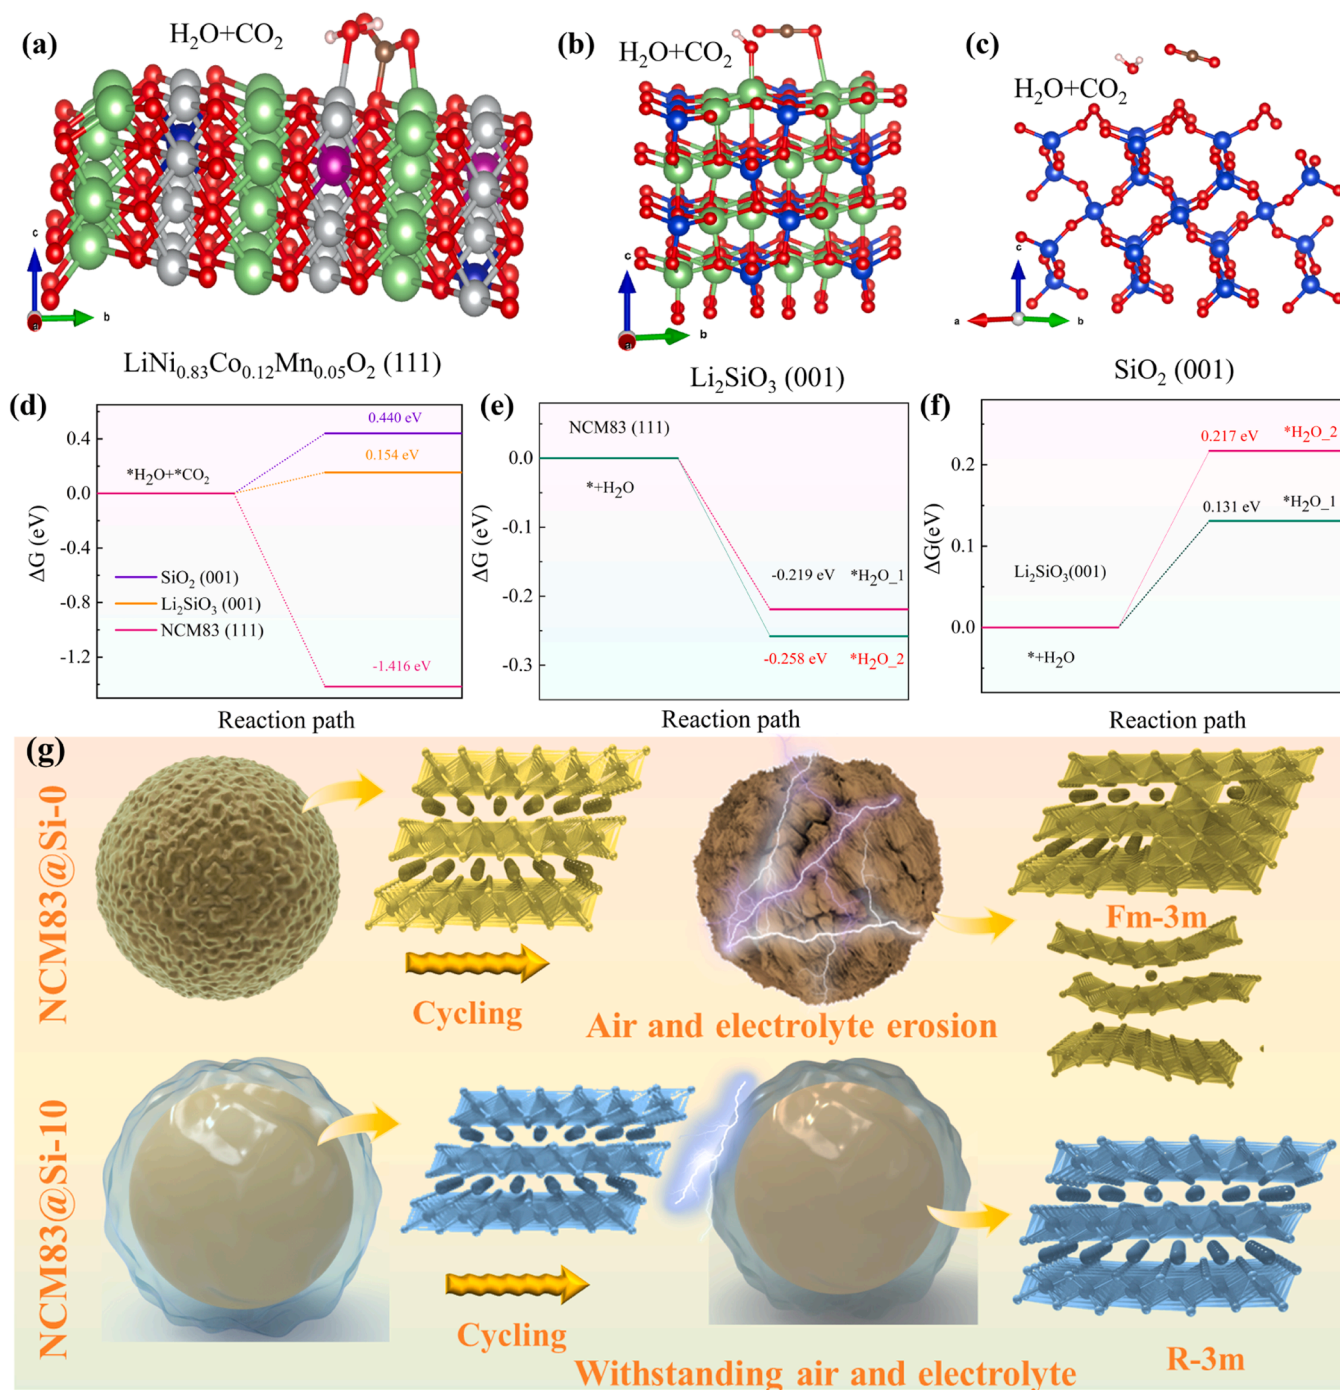 (a)
H₂O+CO₂
c
a
b
LiNi₀.₈₃Co₀.₁₂Mn₀.₀₅O₂ (111)
(b)
H₂O+CO₂
c
a
b
Li₂SiO₃ (001)
(c)
H₂O+CO₂
c
a
b
SiO₂ (001)
(d)
ΔG (eV)
0.4
0.0
-0.4
-0.8
-1.2
0.440 eV
0.154 eV
*H₂O+*CO₂
SiO₂ (001)
Li₂SiO₃ (001)
NCM83 (111)
-1.416 eV
Reaction path
(e)
ΔG (eV)
0.0
-0.1
-0.2
-0.3
NCM83 (111)
*+H₂O
-0.219 eV *H₂O_1
-0.258 eV *H₂O_2
Reaction path
(f)
ΔG(eV)
0.2
0.1
0.0
0.217 eV *H₂O_2
0.131 eV *H₂O_1
Li₂SiO₃(001)
*+H₂O
Reaction path
(g)
NCM83@Si-0
Cycling
Air and electrolyte erosion
Fm-3m
NCM83@Si-10
Cycling
Withstanding air and electrolyte
R-3m